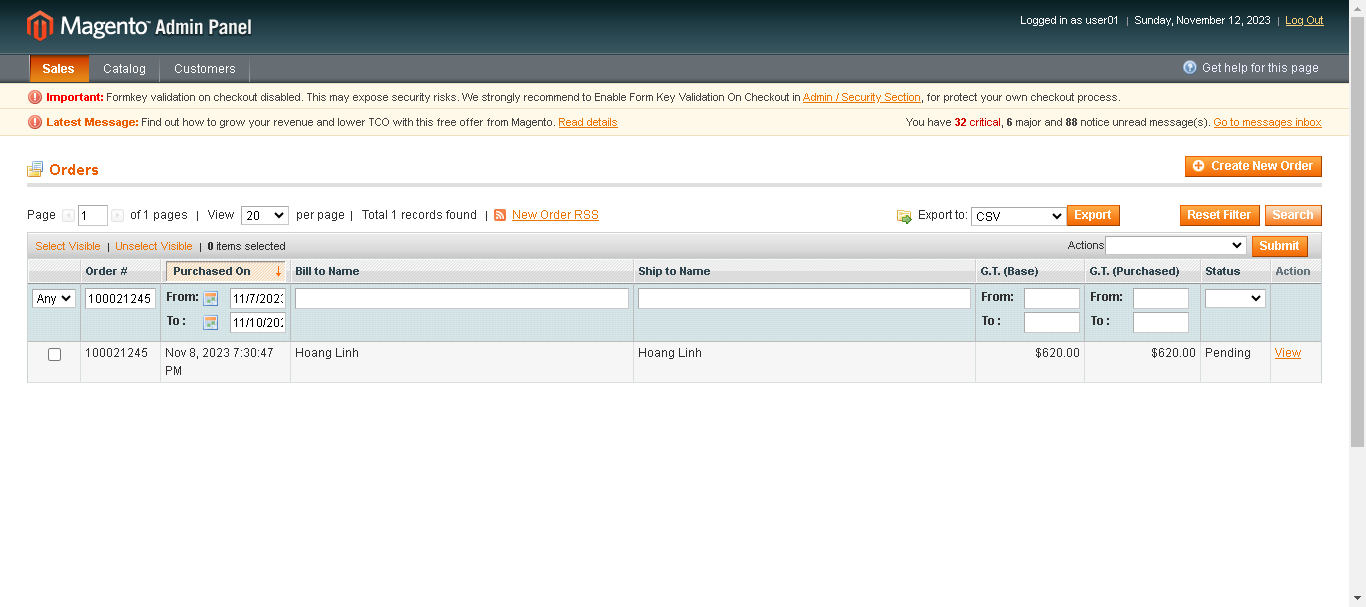 Magento™ Admin Panel
Logged in as user01 | Sunday, November 12, 2023 | Log Out
Sales Catalog Customers Get help for this page
Important: Formkey validation on checkout disabled. This may expose security risks. We strongly recommend to Enable Form Key Validation On Checkout in Admin / Security Section, for protect your own checkout process.
Latest Message: Find out how to grow your revenue and lower TCO with this free offer from Magento. Read details You have 32 critical, 6 major and 88 notice unread message(s). Go to messages inbox
Orders Create New Order
Page 1 of 1 pages | View 20 per page | Total 1 records found | New Order RSS Export to: CSV Export Reset Filter Search
Select Visible | Unselect Visible | 0 items selected Actions Submit
Order # Purchased On Bill to Name Ship to Name G.T. (Base) G.T. (Purchased) Status Action
Any 100021245 From: 11/7/202 From: From:
To : 11/10/20 To : To :
100021245 Nov 8, 2023 7:30:47 Hoang Linh Hoang Linh $620.00 $620.00 Pending View
PM